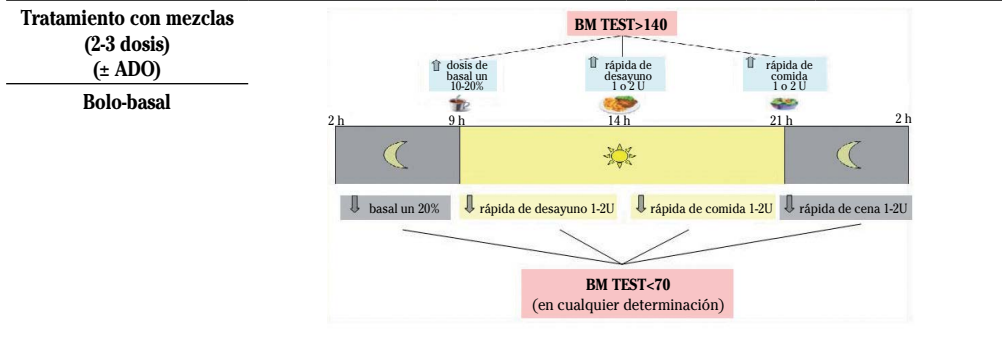 Tratamiento con mezclas
(2-3 dosis)
(± ADO)
Bolo-basal
BM TEST>140
⇧ dosis de
basal un
10-20%
⇧ rápida de
desayuno
1 o 2 U
⇧ rápida de
comida
1 o 2 U
2 h
9 h
14 h
21 h
2 h
⇩ basal un 20%
⇩ rápida de desayuno 1-2U
⇩ rápida de comida 1-2U
⇩ rápida de cena 1-2U
BM TEST<70
(en cualquier determinación)